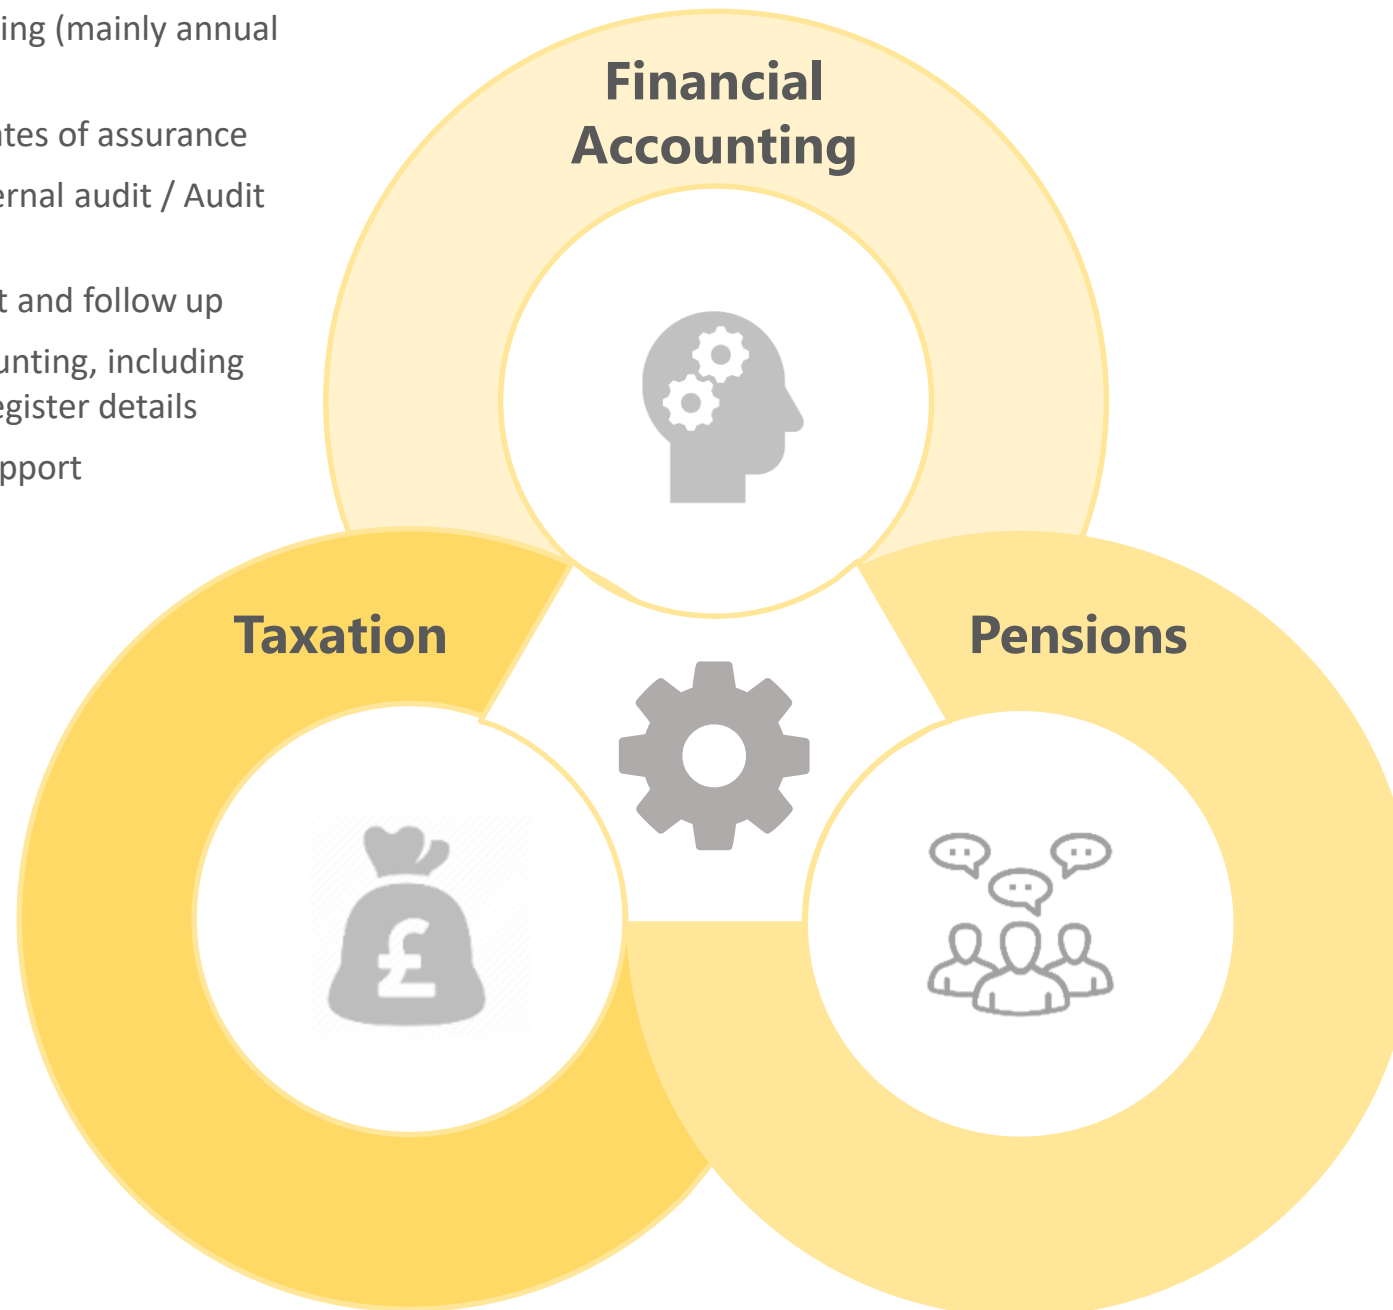 ing (mainly annual
Financial
Accounting
ates of assurance
ernal audit / Audit
t and follow up
unting, including
egister details
pport
Taxation
Pensions
£